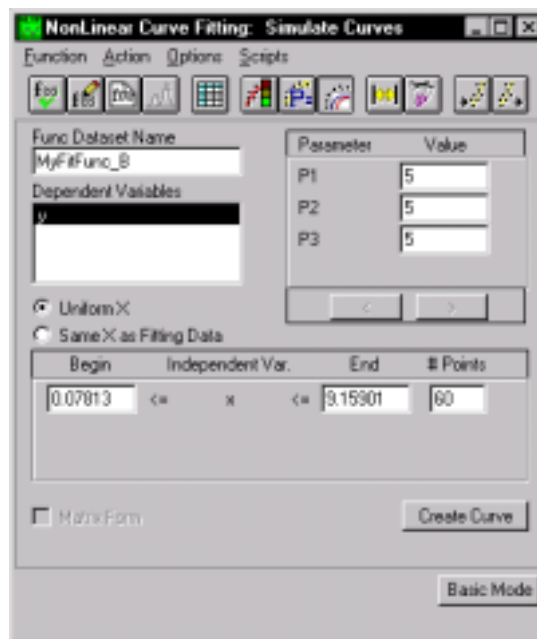 NonLinear Curve Fitting: Simulate Curves
Function Action Options Scripts
Func Dataset Name
MyFitFunc_B
Dependent Variables
y
Parameter Value
P1 5
P2 5
P3 5
< >
Uniform X
Same X as Fitting Data
Begin Independent Var. End # Points
0.07813 <= x <= 9.15901 60
Matrix Form
Create Curve
Basic Mode